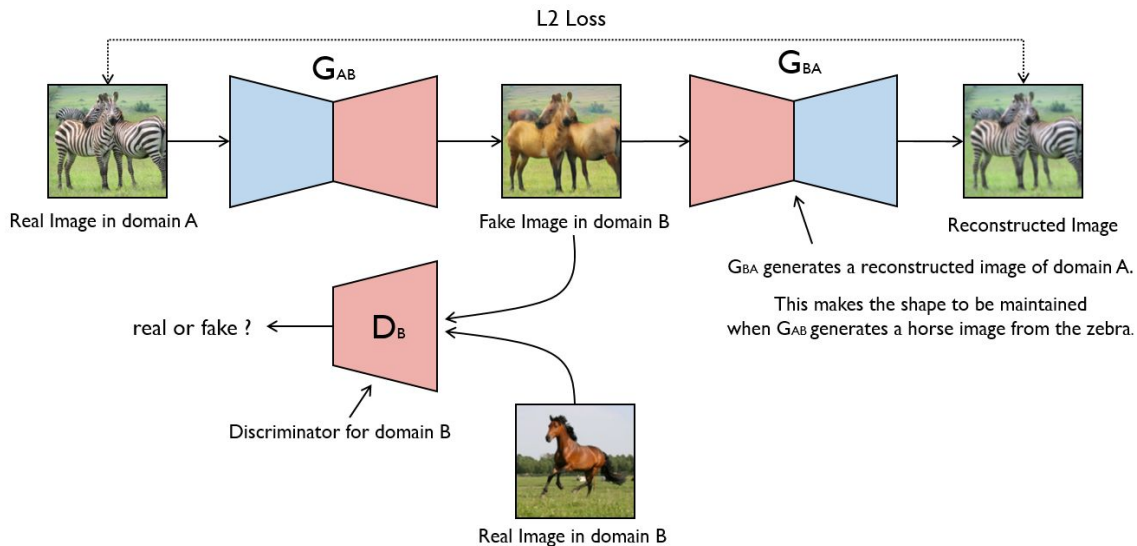 L2 Loss
GAB
GBA
Real Image in domain A
Fake Image in domain B
Reconstructed Image
GBA generates a reconstructed image of domain A.
This makes the shape to be maintained
when GAB generates a horse image from the zebra.
real or fake ?
DB
Discriminator for domain B
Real Image in domain B